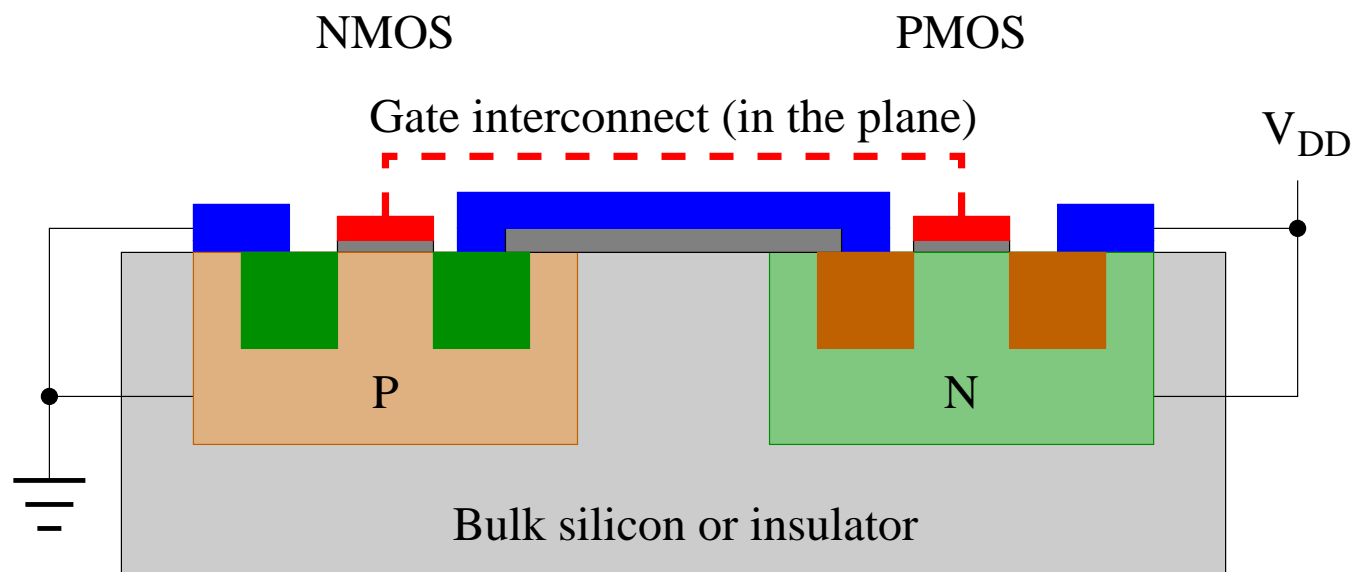 NMOS
PMOS
Gate interconnect (in the plane)
VDD
P
N
Bulk silicon or insulator